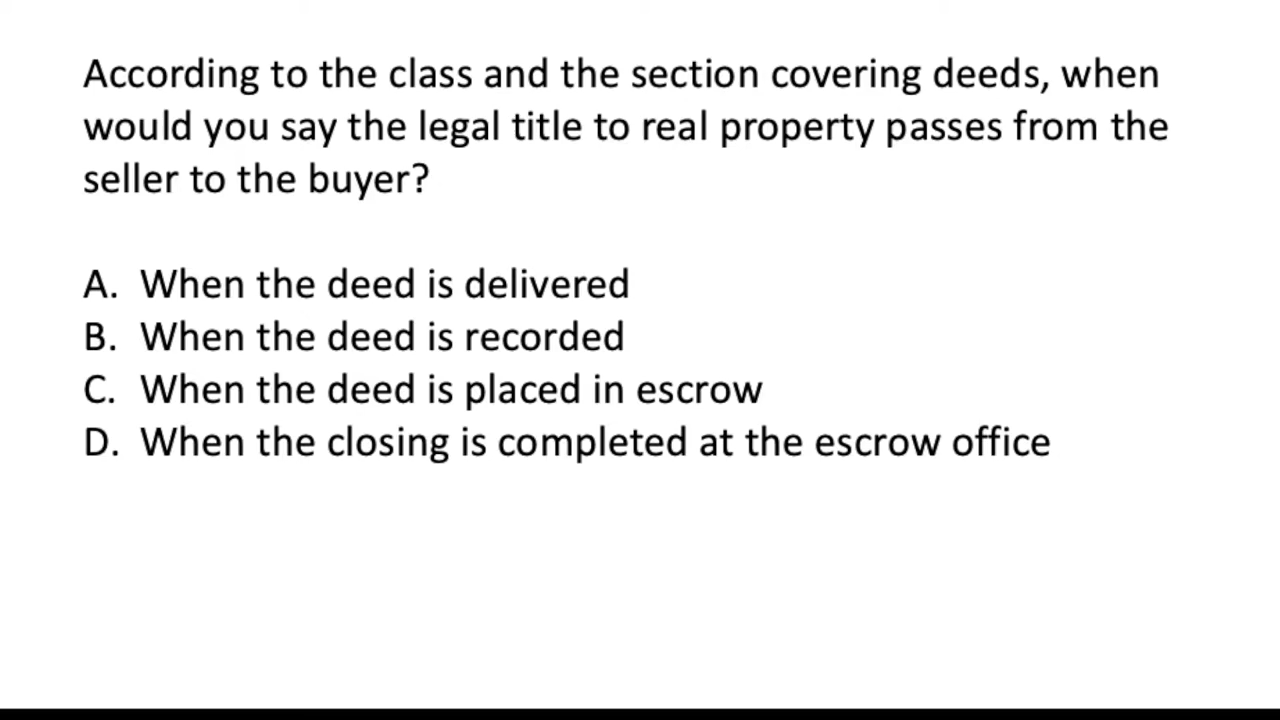 According to the class and the section covering deeds, when
would you say the legal title to real property passes from the
seller to the buyer?
A. When the deed is delivered
B. When the deed is recorded
C. When the deed is placed in escrow
D. When the closing is completed at the escrow office